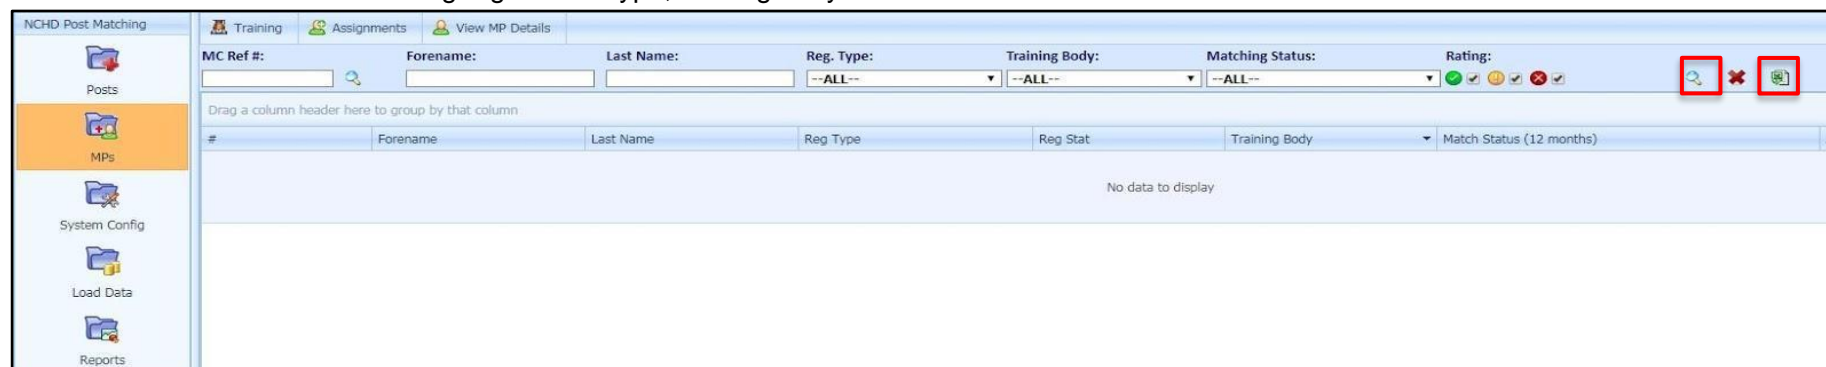 NCHD Post Matching
Posts
MPs
System Config
Load Data
Reports
Training Assignments View MP Details
MC Ref #: Forename: Last Name: Reg. Type: Training Body: Matching Status: Rating:
--ALL-- --ALL-- --ALL--
Drag a column header here to group by that column
# Forename Last Name Reg Type Reg Stat Training Body Match Status (12 months)
No data to display